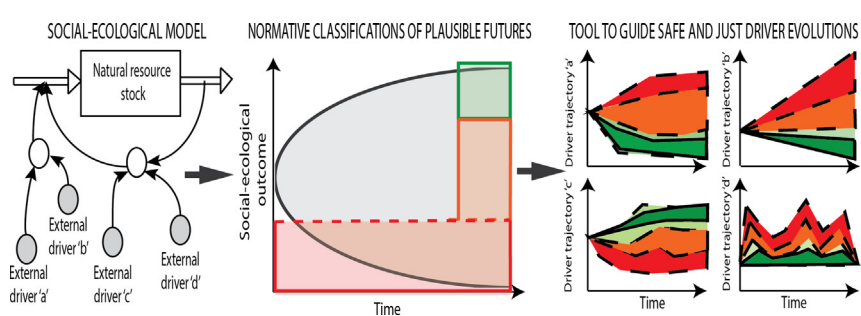 SOCIAL-ECOLOGICAL MODEL
Natural resource
stock
External
driver 'b'
External
driver 'a'
External
driver 'c'
External
driver 'd'
NORMATIVE CLASSIFICATIONS OF PLAUSIBLE FUTURES
Social-ecological
outcome
Time
TOOL TO GUIDE SAFE AND JUST DRIVER EVOLUTIONS
Driver trajectory 'a'
Driver trajectory 'b'
Driver trajectory 'c'
Driver trajectory 'd'
Time
Time